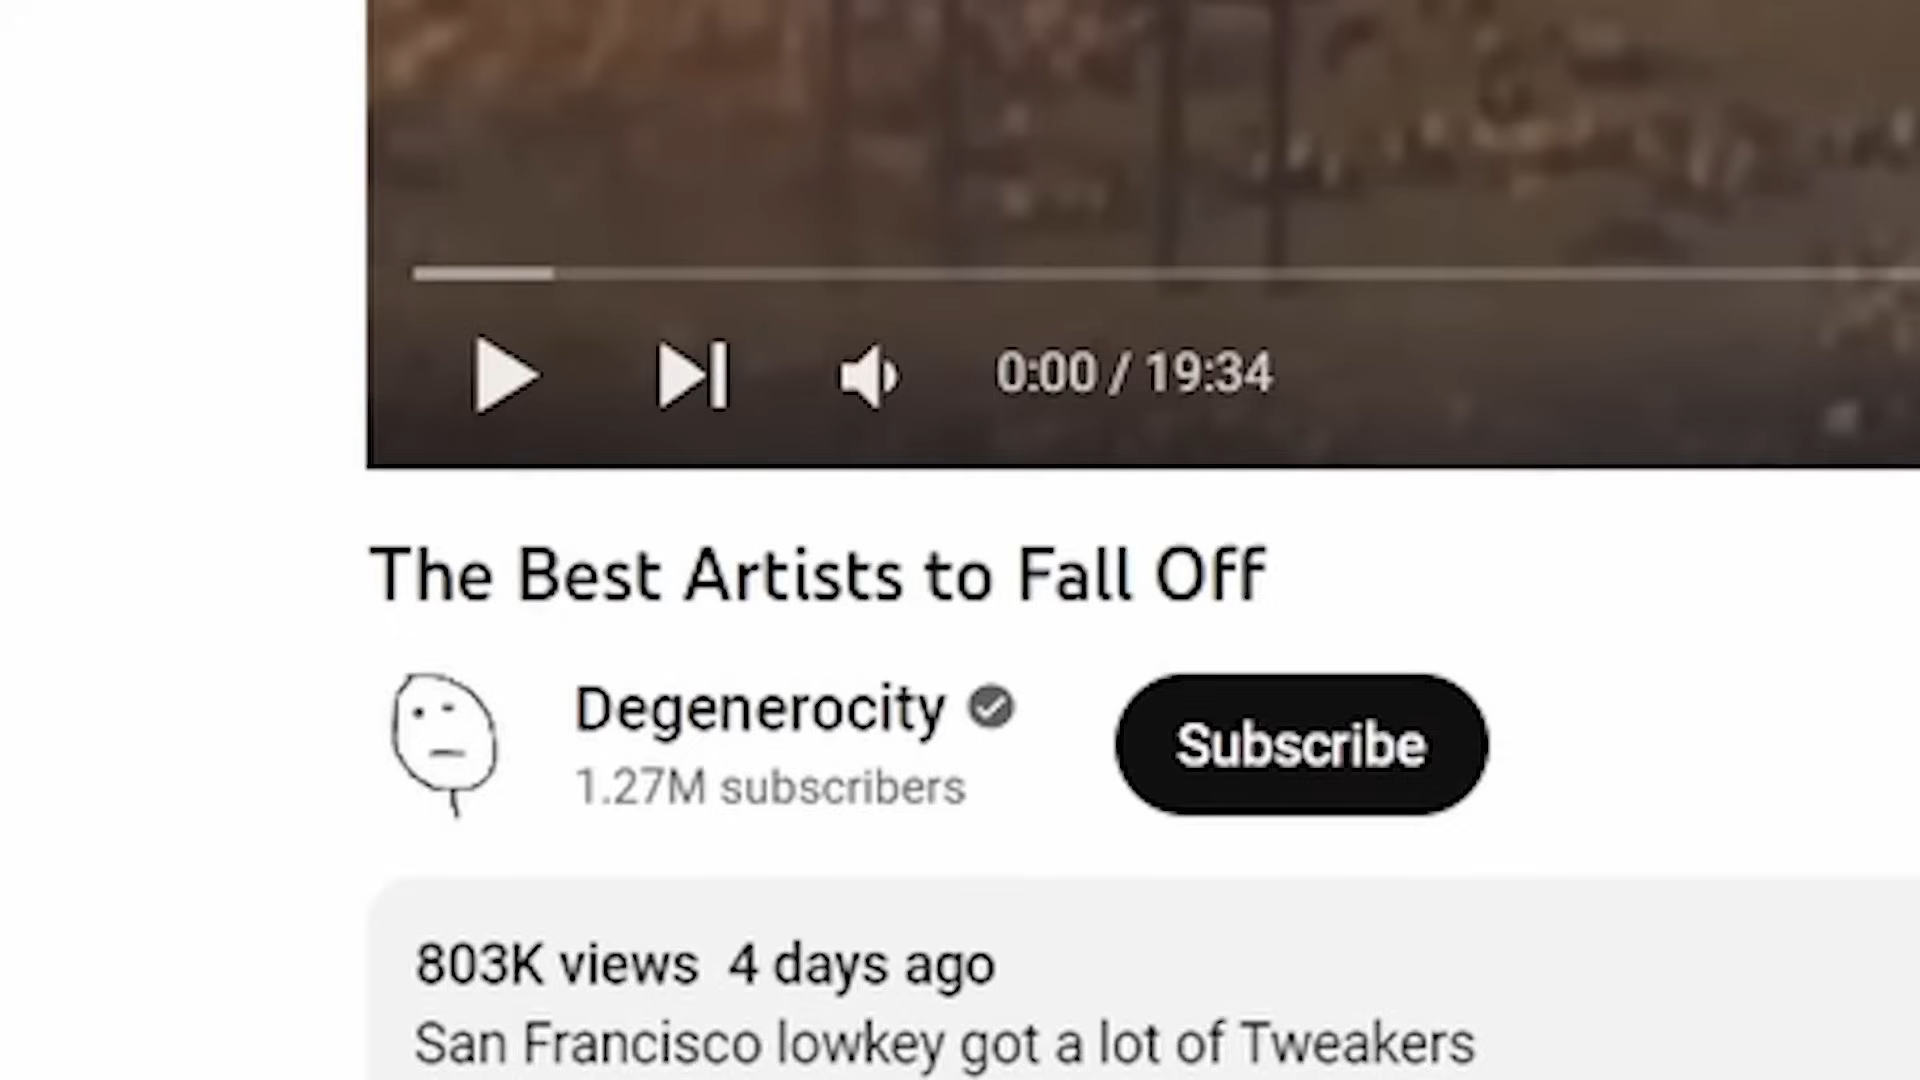 0:00 / 19:34
The Best Artists to Fall Off
Degenerocity
1.27M subscribers
Subscribe
803K views 4 days ago
San Francisco lowkey got a lot of Tweakers